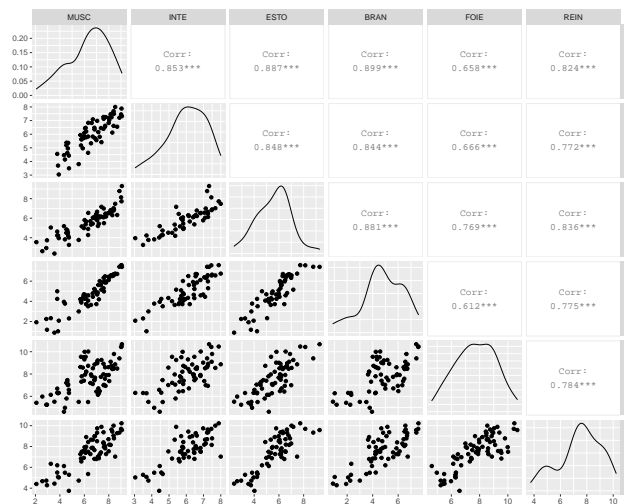 MUSC INTE ESTO BRAN FOIE REIN
0.20
0.15
0.10
0.05
0.00
Corr:
0.853***
Corr:
0.887***
Corr:
0.899***
Corr:
0.658***
Corr:
0.824***
8
7
6
5
4
3
Corr:
0.848***
Corr:
0.844***
Corr:
0.666***
Corr:
0.772***
8
6
4
Corr:
0.881***
Corr:
0.769***
Corr:
0.836***
6
4
2
Corr:
0.612***
Corr:
0.775***
10
8
6
Corr:
0.784***
10
8
6
4
2 4 6 8 3 4 5 6 7 8 4 6 8 2 4 6 6 8 10 4 6 8 10